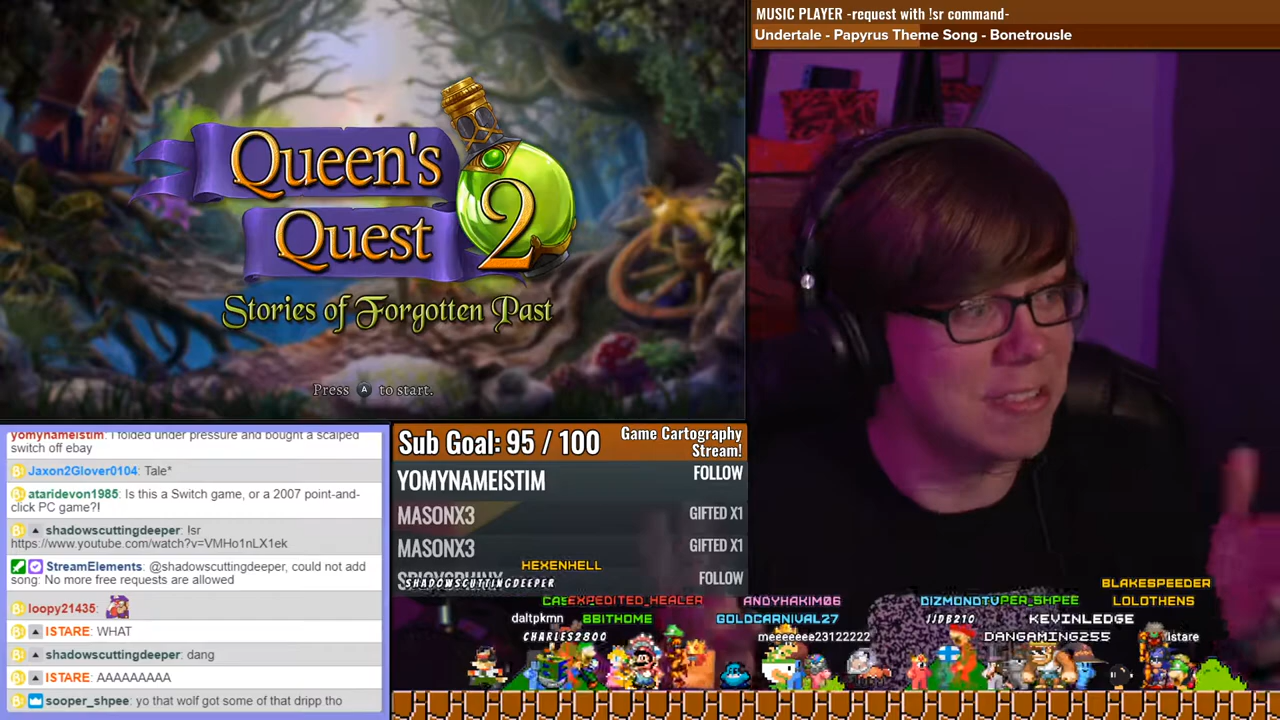 MUSIC PLAYER -request with !sr command-
Undertale - Papyrus Theme Song - Bonetrousle
Queen's
Quest 2
Stories of Forgotten Past
Press A to start.
yomynameistim: I folded under pressure and bought a scalped
switch off ebay
Jaxon2Glover0104: Tale*
ataridevon1985: Is this a Switch game, or a 2007 point-and-
click PC game?!
shadowscuttingdeeper: !sr
https://www.youtube.com/watch?v=VMHo1nLX1ek
StreamElements: @shadowscuttingdeeper, could not add
song: No more free requests are allowed
loopy21435:
ISTARE: WHAT
shadowscuttingdeeper: dang
ISTARE: AAAAAAAAA
sooper_shpee: yo that wolf got some of that dripp tho
Sub Goal: 95 / 100
Game Cartography
Stream!
YOMYNAMEISTIM FOLLOW
MASONX3 GIFTED X1
MASONX3 GIFTED X1
FOLLOW
HEXENHELL
SHADOWSCUTTINGDEEPER
EXPEDITED_HEALER
ANDYHAKIM06
DIZMONDTV
PER_SHPEE
BLAKESPEEDER
LOLOTHENS
daltpkmn
BBITHOME
GOLDCARNIVAL27
JJDB210
KEVINLEDGE
CHARLES2800
meeeeeee23122222
DANGAMING255
Istare